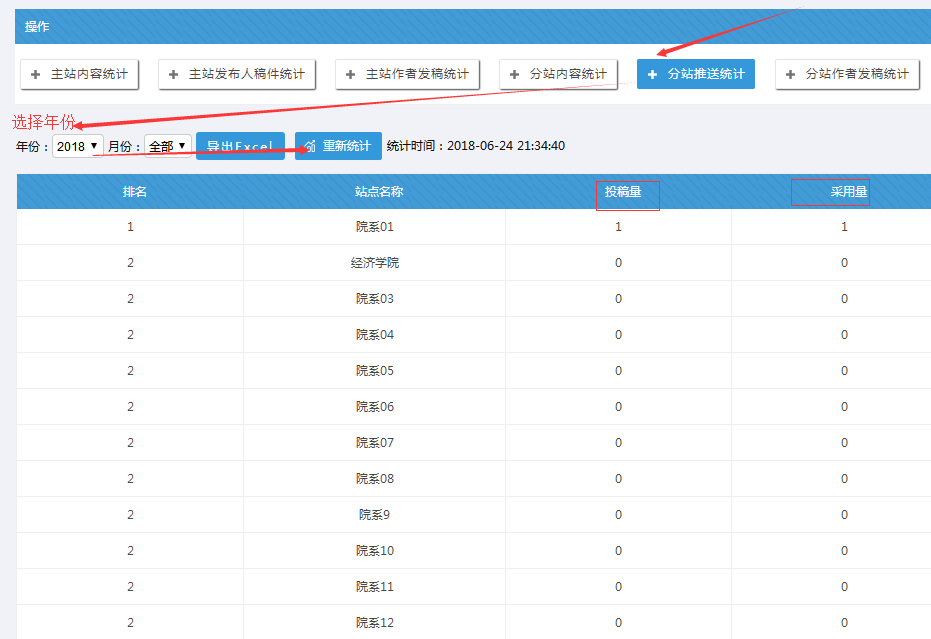 操作
主站内容统计 主站发布人稿件统计 主站作者发稿统计 分站内容统计 分站推送统计 分站作者发稿统计
选择年份
年份：2018 月份：全部 导出Excel 重新统计 统计时间：2018-06-24 21:34:40
排名 站点名称 投稿量 采用量
1 院系01 1 1
2 经济学院 0 0
2 院系03 0 0
2 院系04 0 0
2 院系05 0 0
2 院系06 0 0
2 院系07 0 0
2 院系08 0 0
2 院系9 0 0
2 院系10 0 0
2 院系11 0 0
2 院系12 0 0